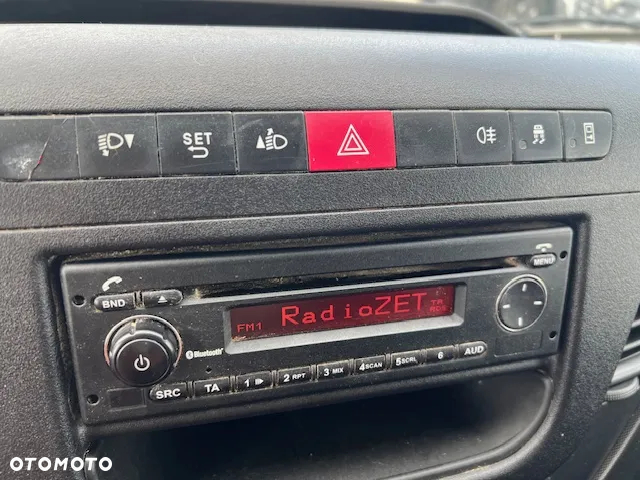 SET
BND
MENU
FM1
RadioZET
TA
Bluetooth
SRC
TA
1
2 RPT
3 MIX
4 SCAN
5 SCRL
6
AUD
OTOMOTO